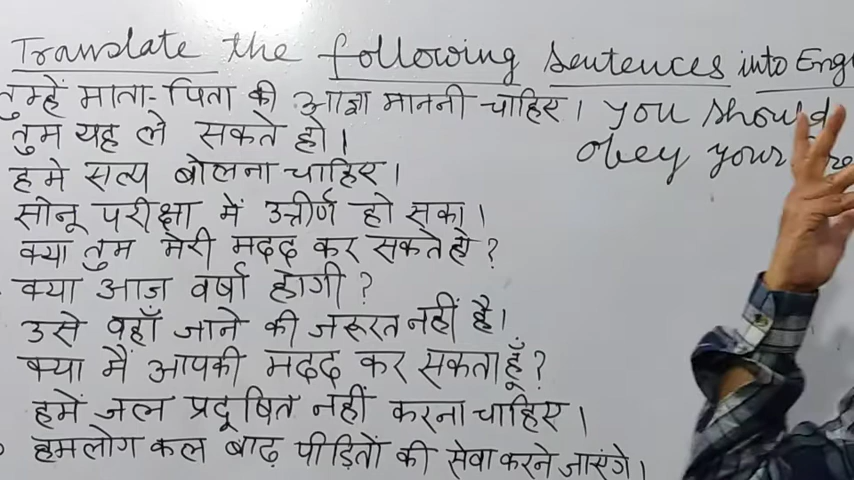 Translate the following Sentences into Eng
तुम्हें माता-पिता की आज्ञा माननी चाहिए। you should
obey your
तुम यह ले सकते हो।
हमे सत्य बोलना चाहिए।
सोनू परीक्षा में उत्तीर्ण हो सका।
क्या तुम मेरी मदद कर सकते हो?
क्या आज वर्षा होगी?
उसे वहाँ जाने की जरूरत नहीं है।
क्या मैं आपकी मदद कर सकता हूँ?
हमें जल प्रदूषित नहीं करना चाहिए।
हमलोग कल बाढ़ पीड़ितों की सेवा करने जाएंगे।